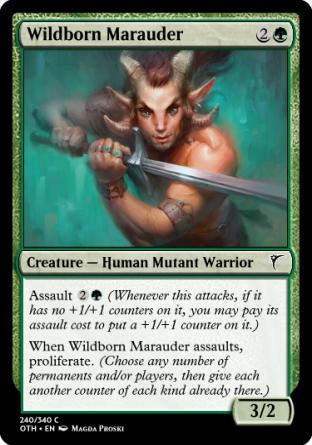 Wildborn Marauder 2
Creature — Human Mutant Warrior
Assault 2 (Whenever this attacks, if it
has no +1/+1 counters on it, you may pay its
assault cost to put a +1/+1 counter on it.)
When Wildborn Marauder assaults,
proliferate. (Choose any number of
permanents and/or players, then give each
another counter of each kind already there.)
3/2
240/340 C
OTH • EN Magda Proski